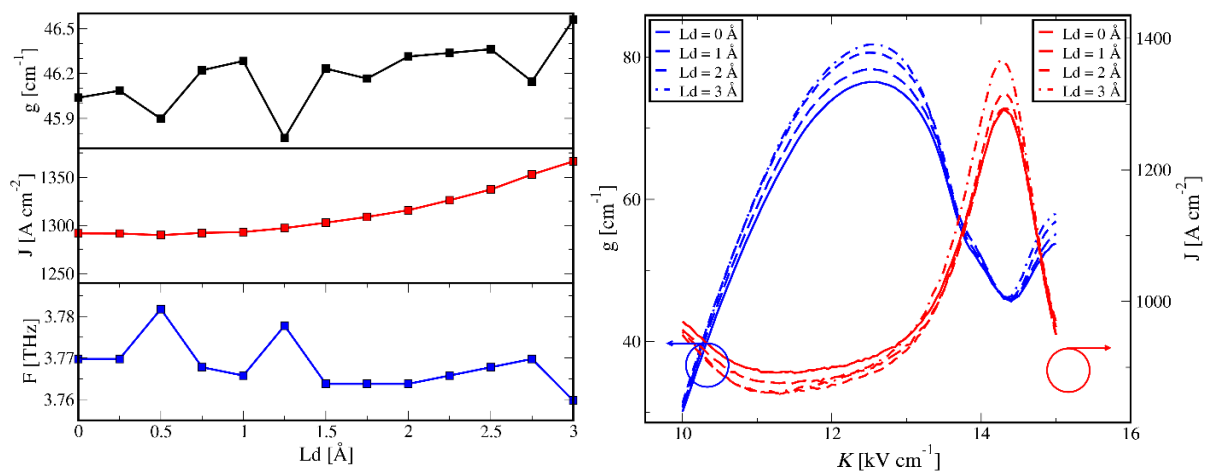 g [cm⁻¹]
46.5
46.2
45.9
J [A cm⁻²]
1350
1300
1250
F [THz]
3.78
3.77
3.76
0 0.5 1 1.5 2 2.5 3
Ld [Å]
g [cm⁻¹]
80
60
40
Ld = 0 Å
Ld = 1 Å
Ld = 2 Å
Ld = 3 Å
Ld = 0 Å
Ld = 1 Å
Ld = 2 Å
Ld = 3 Å
1400
1200
1000
J [A cm⁻²]
10 12 14 16
K [kV cm⁻¹]